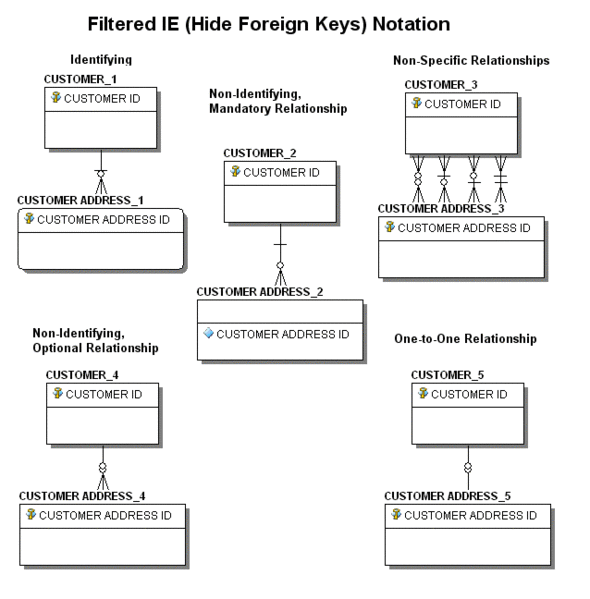 Filtered IE (Hide Foreign Keys) Notation
Identifying
CUSTOMER_1
CUSTOMER ID
CUSTOMER ADDRESS_1
CUSTOMER ADDRESS ID
Non-Identifying,
Mandatory Relationship
CUSTOMER_2
CUSTOMER ID
CUSTOMER ADDRESS_2
CUSTOMER ADDRESS ID
Non-Specific Relationships
CUSTOMER_3
CUSTOMER ID
CUSTOMER ADDRESS_3
CUSTOMER ADDRESS ID
Non-Identifying,
Optional Relationship
CUSTOMER_4
CUSTOMER ID
CUSTOMER ADDRESS_4
CUSTOMER ADDRESS ID
One-to-One Relationship
CUSTOMER_5
CUSTOMER ID
CUSTOMER ADDRESS_5
CUSTOMER ADDRESS ID